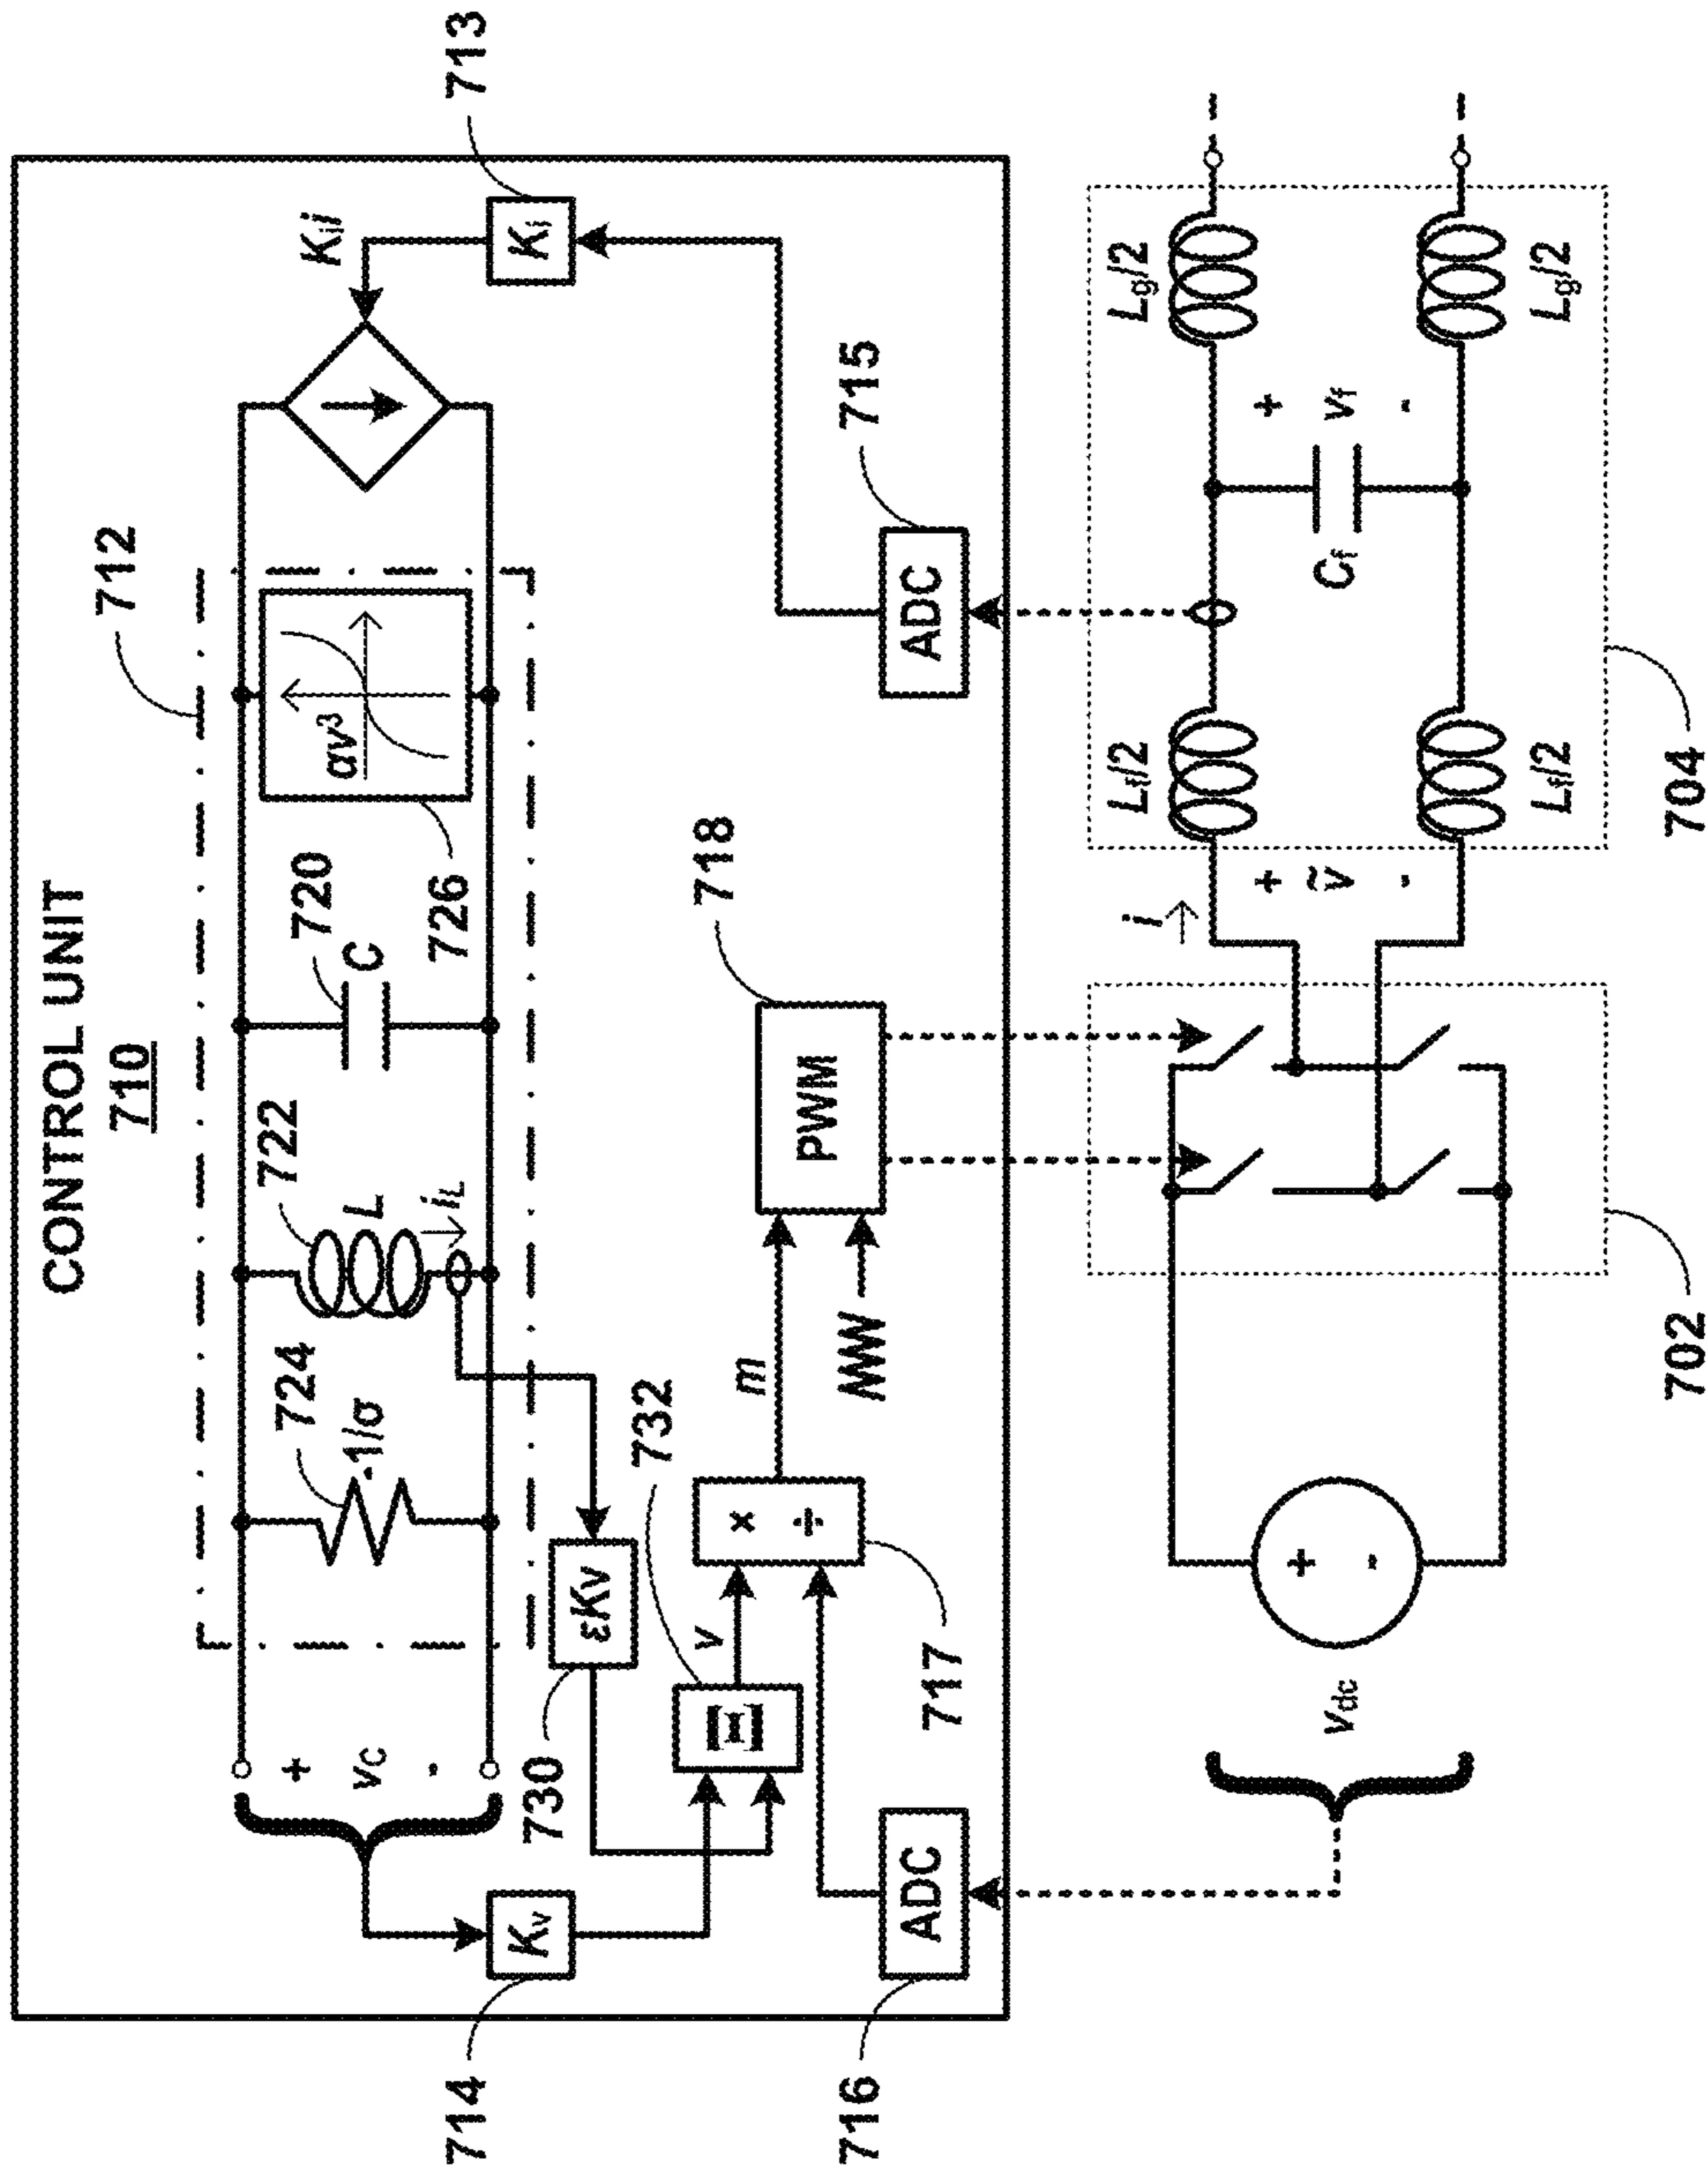 CONTROL UNIT
710
712
713
714
724
722
720
726
-1/σ
L
iL
C
αv³
Kᵢi
+
vC
-
Kv
Ki
730
εKv
732
Ξ
v
×
÷
717
m
PWM
718
ADC
716
ADC
715
vdc
+
-
702
i
+
ṽ
-
Lf/2
Lf/2
Cf
+
vf
-
Lg/2
Lg/2
704